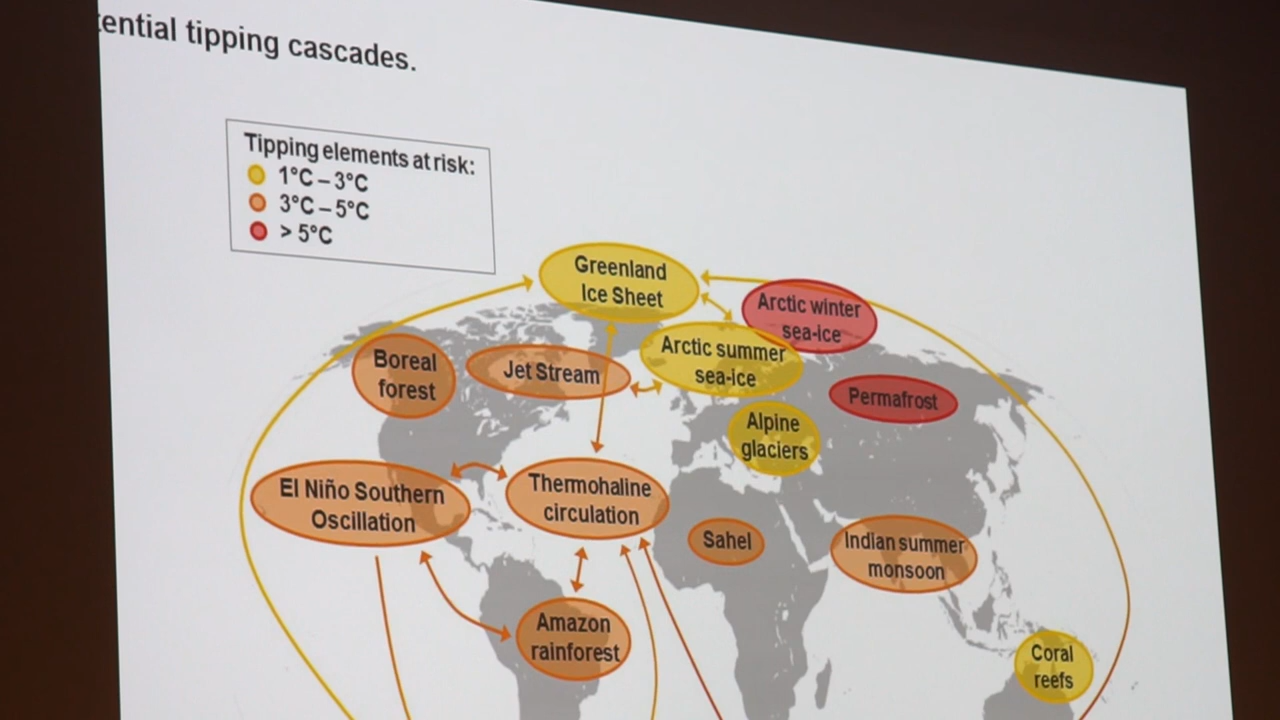 tential tipping cascades.
Tipping elements at risk:
1°C – 3°C
3°C – 5°C
> 5°C
Greenland
Ice Sheet
Arctic winter
sea-ice
Arctic summer
sea-ice
Boreal
forest
Jet Stream
Permafrost
Alpine
glaciers
El Niño Southern
Oscillation
Thermohaline
circulation
Sahel
Indian summer
monsoon
Amazon
rainforest
Coral
reefs